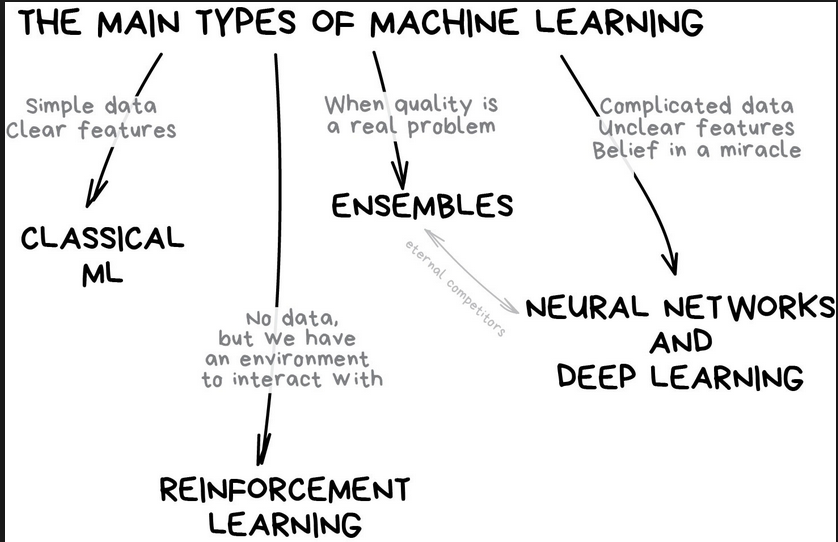 THE MAIN TYPES OF MACHINE LEARNING
Simple data
Clear features
CLASSICAL
ML
When quality is
a real problem
ENSEMBLES
Complicated data
Unclear features
Belief in a miracle
eternal competitors
NEURAL NETWORKS
AND
DEEP LEARNING
No data,
but we have
an environment
to interact with
REINFORCEMENT
LEARNING